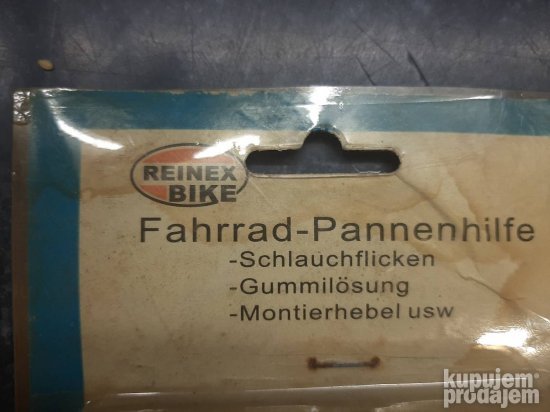 REINEX
BIKE
Fahrrad-Pannenhilfe
-Schlauchflicken
-Gummilösung
-Montierhebel usw
kupujem
prodajem